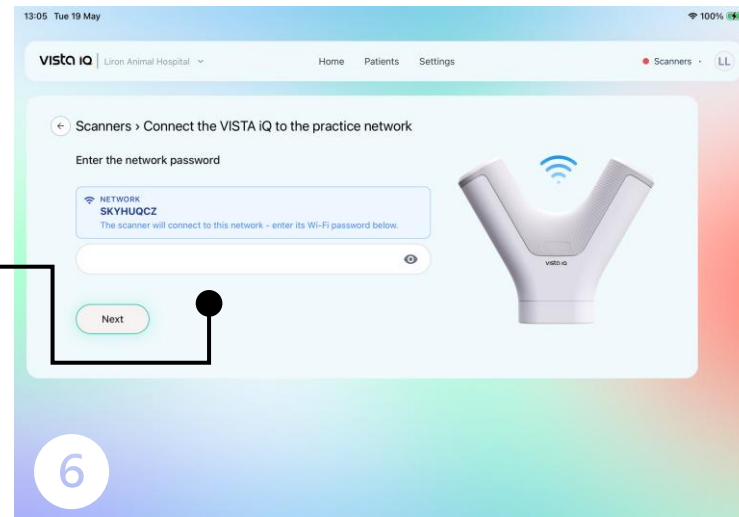 13:05 Tue 19 May
100%
VISTA iQ Liron Animal Hospital
Home Patients Settings
Scanners
LL
Scanners › Connect the VISTA iQ to the practice network
Enter the network password
NETWORK
SKYHUQCZ
The scanner will connect to this network - enter its Wi-Fi password below.
vista iq
Next
6